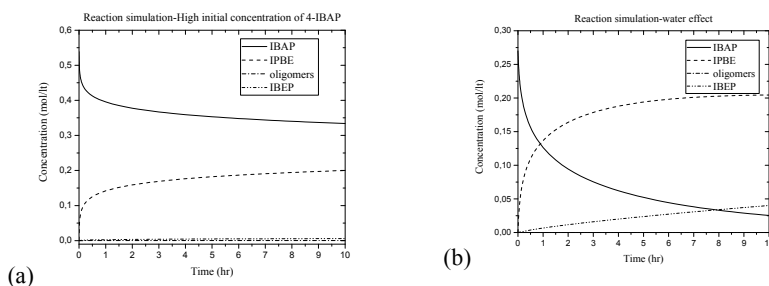 Reaction simulation-High initial concentration of 4-IBAP
0,6
0,5
0,4
0,3
0,2
0,1
0,0
Concentration (mol/lt)
IBAP
IPBE
oligomers
IBEP
0 1 2 3 4 5 6 7 8 9 10
Time (hr)
(a)
Reaction simulation-water effect
0,30
0,25
0,20
0,15
0,10
0,05
0,00
Concentration (mol/lt)
IBAP
IPBE
oligomers
IBEP
0 1 2 3 4 5 6 7 8 9 10
Time (hr)
(b)